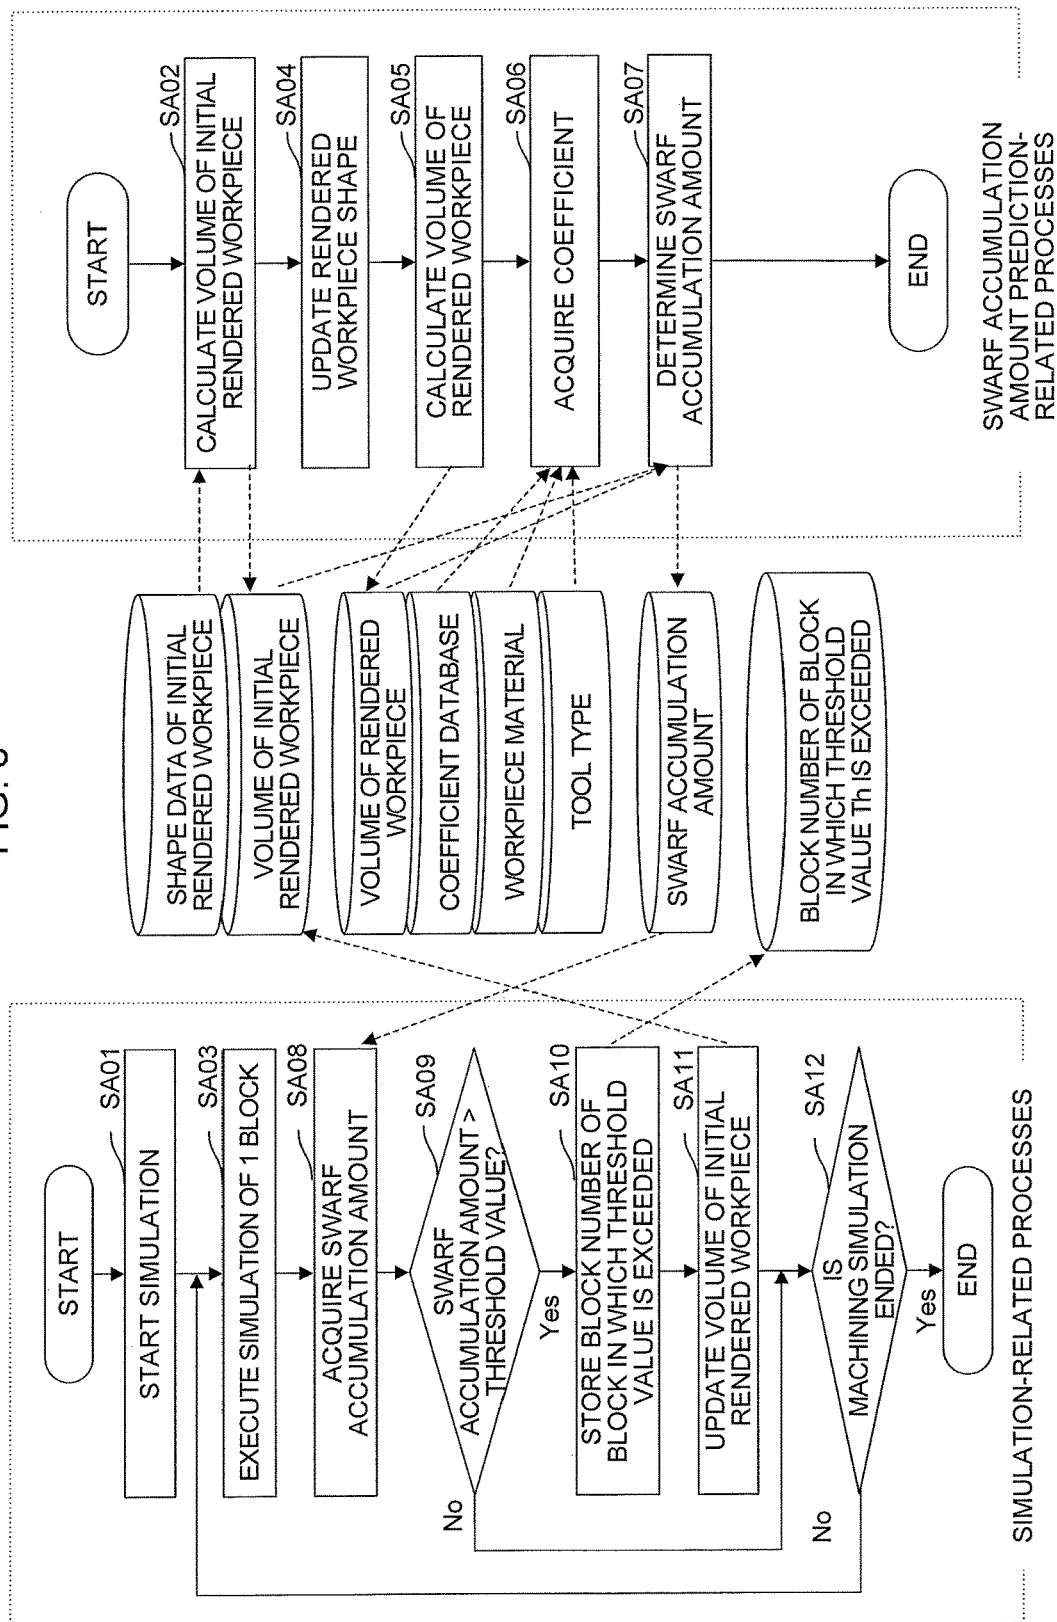 START
START SIMULATION
SA01
EXECUTE SIMULATION OF 1 BLOCK
SA03
ACQUIRE SWARF
ACCUMULATION AMOUNT
SA08
SWARF
ACCUMULATION AMOUNT >
THRESHOLD VALUE?
SA09
No
Yes
STORE BLOCK NUMBER OF
BLOCK IN WHICH THRESHOLD
VALUE IS EXCEEDED
SA10
UPDATE VOLUME OF INITIAL
RENDERED WORKPIECE
SA11
IS
MACHINING SIMULATION
ENDED?
SA12
No
Yes
END
SIMULATION-RELATED PROCESSES
SHAPE DATA OF INITIAL
RENDERED WORKPIECE
VOLUME OF INITIAL
RENDERED WORKPIECE
VOLUME OF RENDERED
WORKPIECE
COEFFICIENT DATABASE
WORKPIECE MATERIAL
TOOL TYPE
SWARF ACCUMULATION
AMOUNT
BLOCK NUMBER OF BLOCK
IN WHICH THRESHOLD
VALUE Th IS EXCEEDED
START
CALCULATE VOLUME OF INITIAL
RENDERED WORKPIECE
SA02
UPDATE RENDERED
WORKPIECE SHAPE
SA04
CALCULATE VOLUME OF
RENDERED WORKPIECE
SA05
ACQUIRE COEFFICIENT
SA06
DETERMINE SWARF
ACCUMULATION AMOUNT
SA07
END
SWARF ACCUMULATION
AMOUNT PREDICTION-
RELATED PROCESSES